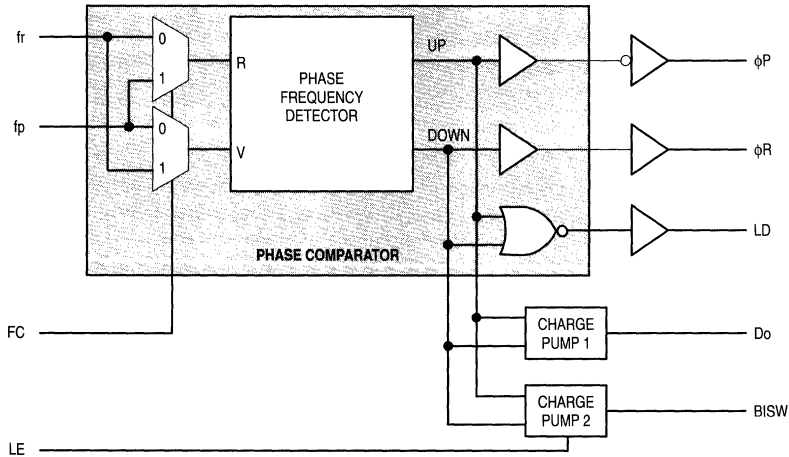 fr
0
1
fp
0
1
R
V
PHASE
FREQUENCY
DETECTOR
UP
DOWN
ϕP
ϕR
LD
PHASE COMPARATOR
FC
CHARGE
PUMP 1
Do
CHARGE
PUMP 2
BISW
LE